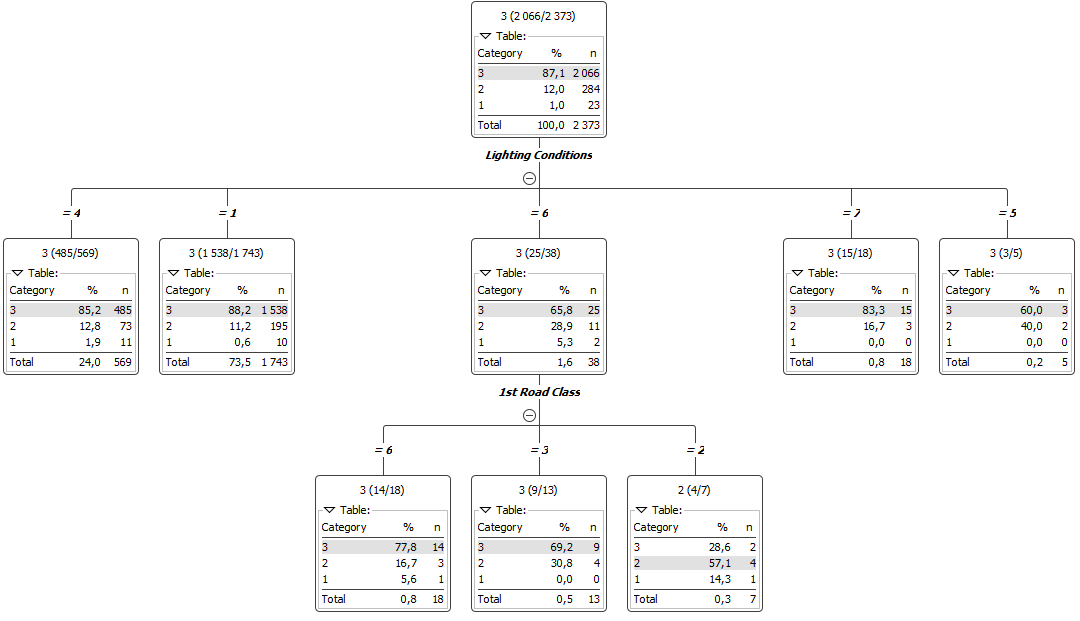 3 (2 066/2 373)
Table:
Category % n
3 87,1 2 066
2 12,0 284
1 1,0 23
Total 100,0 2 373
Lighting Conditions
= 4
= 1
= 6
= 7
= 5
3 (485/569)
Table:
Category % n
3 85,2 485
2 12,8 73
1 1,9 11
Total 24,0 569
3 (1 538/1 743)
Table:
Category % n
3 88,2 1 538
2 11,2 195
1 0,6 10
Total 73,5 1 743
3 (25/38)
Table:
Category % n
3 65,8 25
2 28,9 11
1 5,3 2
Total 1,6 38
3 (15/18)
Table:
Category % n
3 83,3 15
2 16,7 3
1 0,0 0
Total 0,8 18
3 (3/5)
Table:
Category % n
3 60,0 3
2 40,0 2
1 0,0 0
Total 0,2 5
1st Road Class
= 6
= 3
= 2
3 (14/18)
Table:
Category % n
3 77,8 14
2 16,7 3
1 5,6 1
Total 0,8 18
3 (9/13)
Table:
Category % n
3 69,2 9
2 30,8 4
1 0,0 0
Total 0,5 13
2 (4/7)
Table:
Category % n
3 28,6 2
2 57,1 4
1 14,3 1
Total 0,3 7